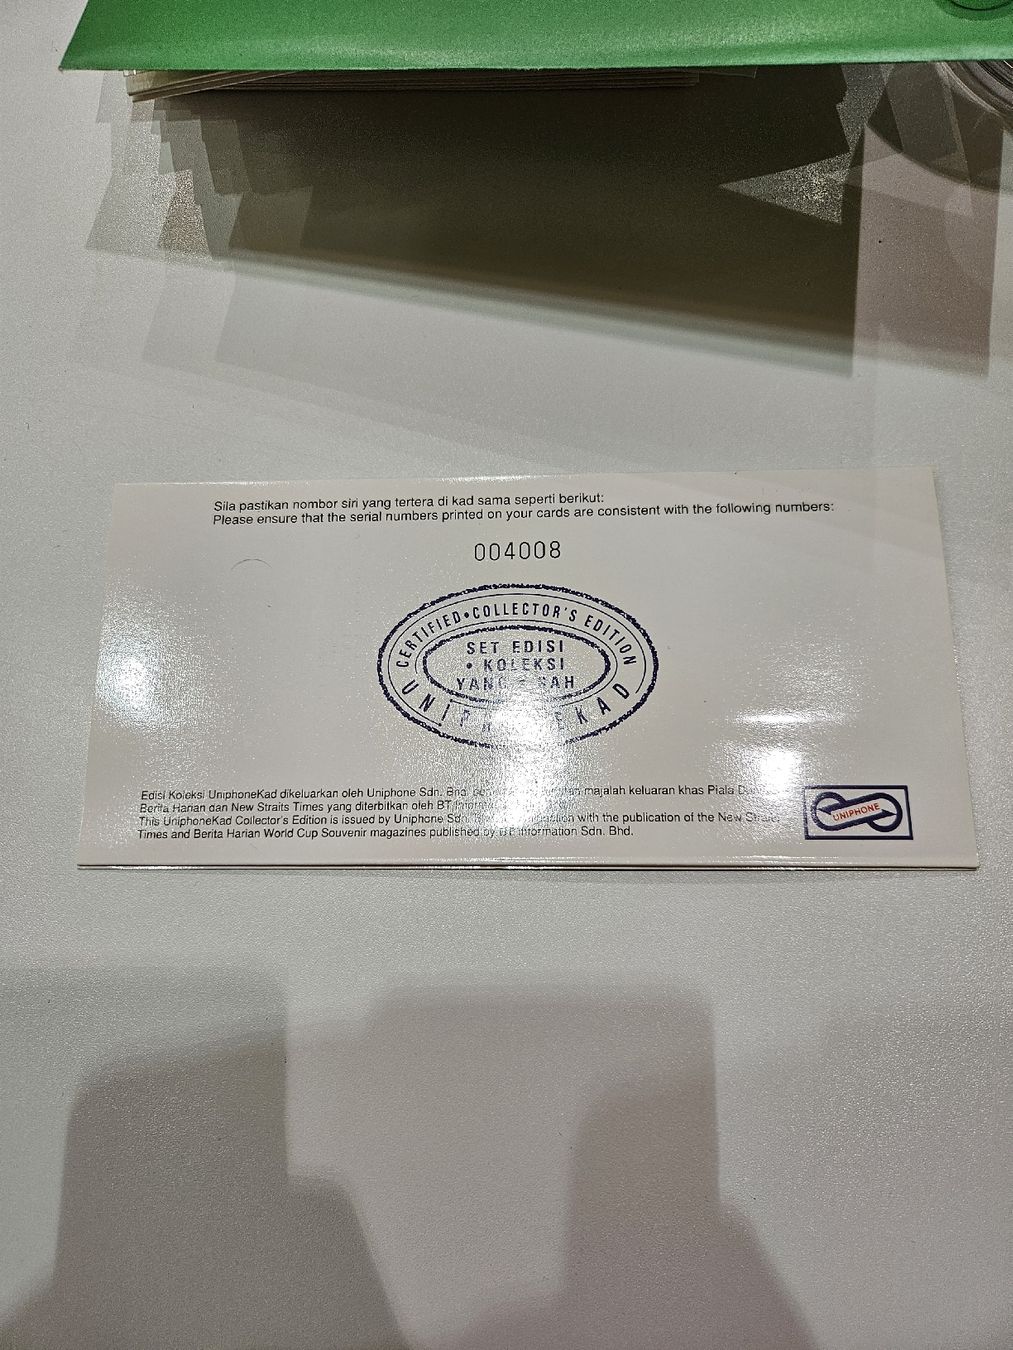 Sila pastikan nombor siri yang tertera di kad sama seperti berikut:
Please ensure that the serial numbers printed on your cards are consistent with the following numbers:
004008
CERTIFIED•COLLECTOR'S EDITION
SET EDISI
• KOLEKSI
YANG • SAH
UNIPHONEKAD
Edisi Koleksi UniphoneKad dikeluarkan oleh Uniphone Sdn. Bhd. majalah keluaran khas Piala
Berita Harian dan New Straits Times yang diterbitkan oleh BT
This UniphoneKad Collector's Edition is issued by Uniphone Sdn. with the publication of the New Straits
Times and Berita Harian World Cup Souvenir magazines published by BT Information Sdn. Bhd.
UNIPHONE